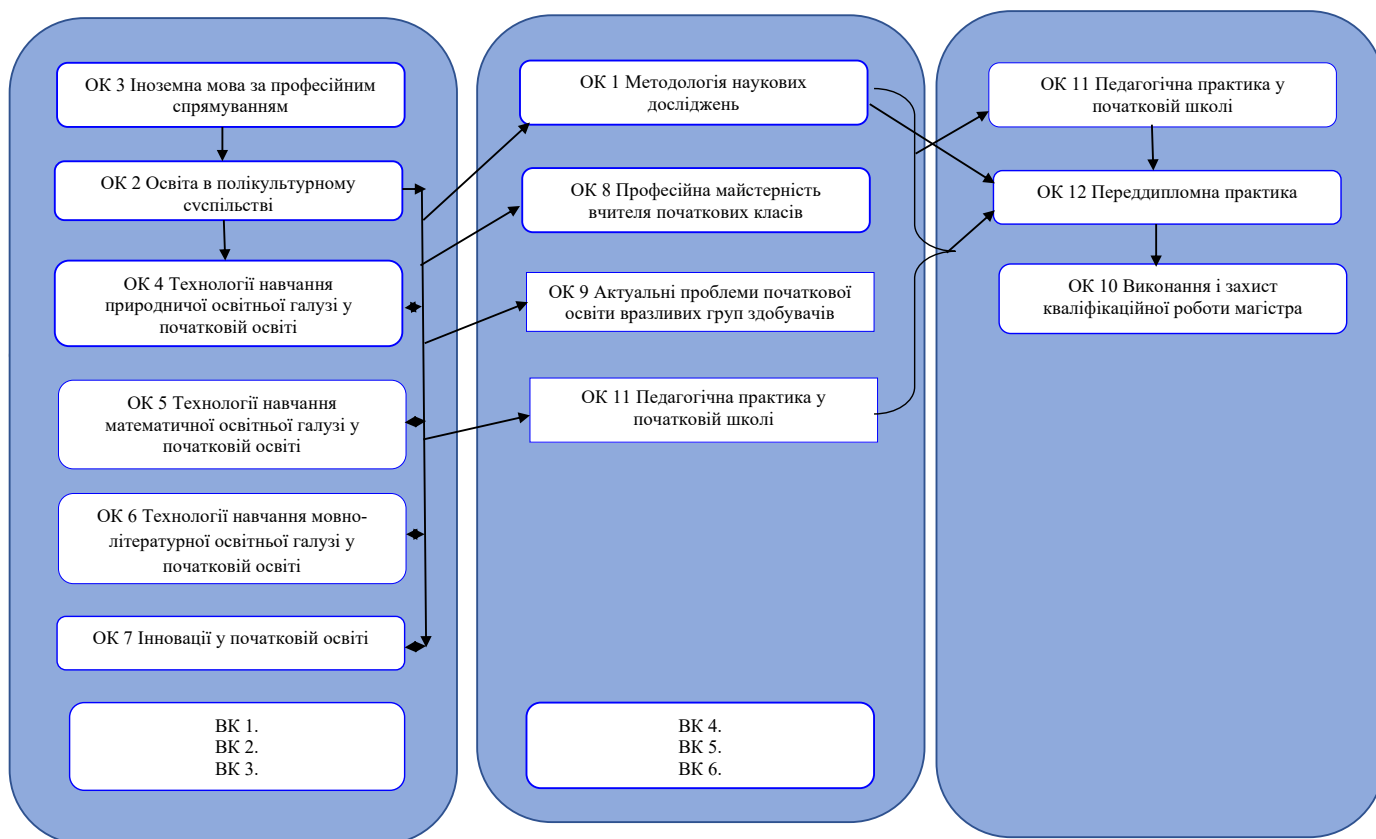 ОК 3 Іноземна мова за професійним
спрямуванням
ОК 2 Освіта в полікультурному
суспільстві
ОК 4 Технології навчання
природничої освітньої галузі у
початковій освіті
ОК 5 Технології навчання
математичної освітньої галузі у
початковій освіті
ОК 6 Технології навчання мовно-
літературної освітньої галузі у
початковій освіті
ОК 7 Інновації у початковій освіті
ВК 1.
ВК 2.
ВК 3.
ОК 1 Методологія наукових
досліджень
ОК 8 Професійна майстерність
вчителя початкових класів
ОК 9 Актуальні проблеми початкової
освіти вразливих груп здобувачів
ОК 11 Педагогічна практика у
початковій школі
ВК 4.
ВК 5.
ВК 6.
ОК 11 Педагогічна практика у
початковій школі
ОК 12 Переддипломна практика
ОК 10 Виконання і захист
кваліфікаційної роботи магістра